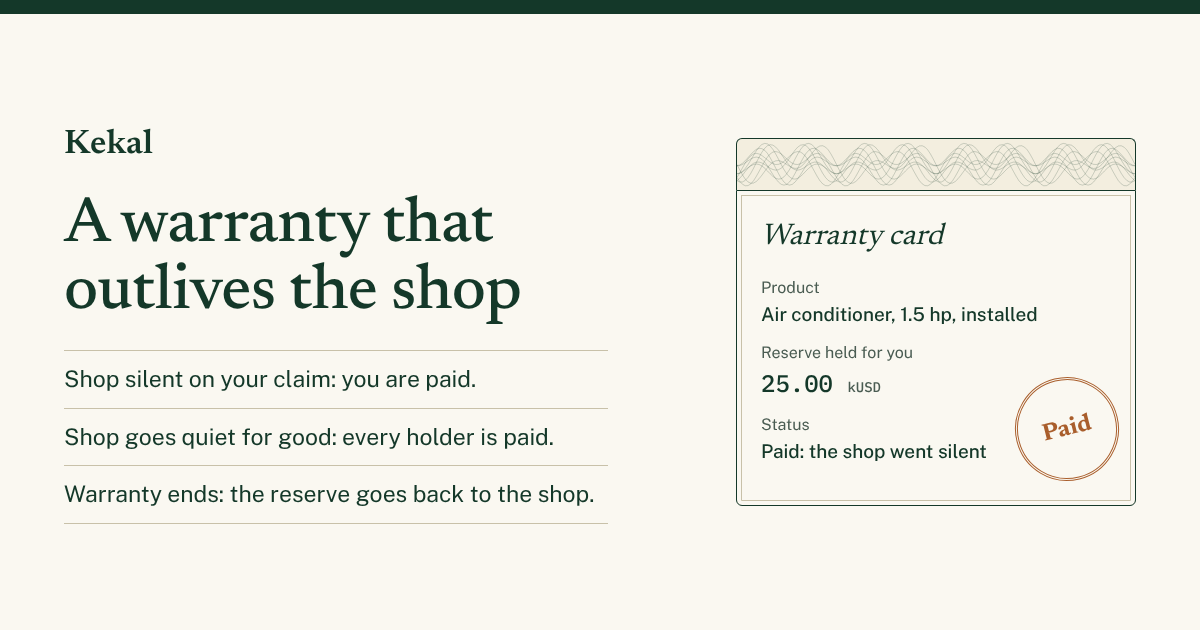 Kekal
A warranty that
outlives the shop
Shop silent on your claim: you are paid.
Shop goes quiet for good: every holder is paid.
Warranty ends: the reserve goes back to the shop.
Warranty card
Product
Air conditioner, 1.5 hp, installed
Reserve held for you
25.00 kUSD
Status
Paid: the shop went silent
Paid